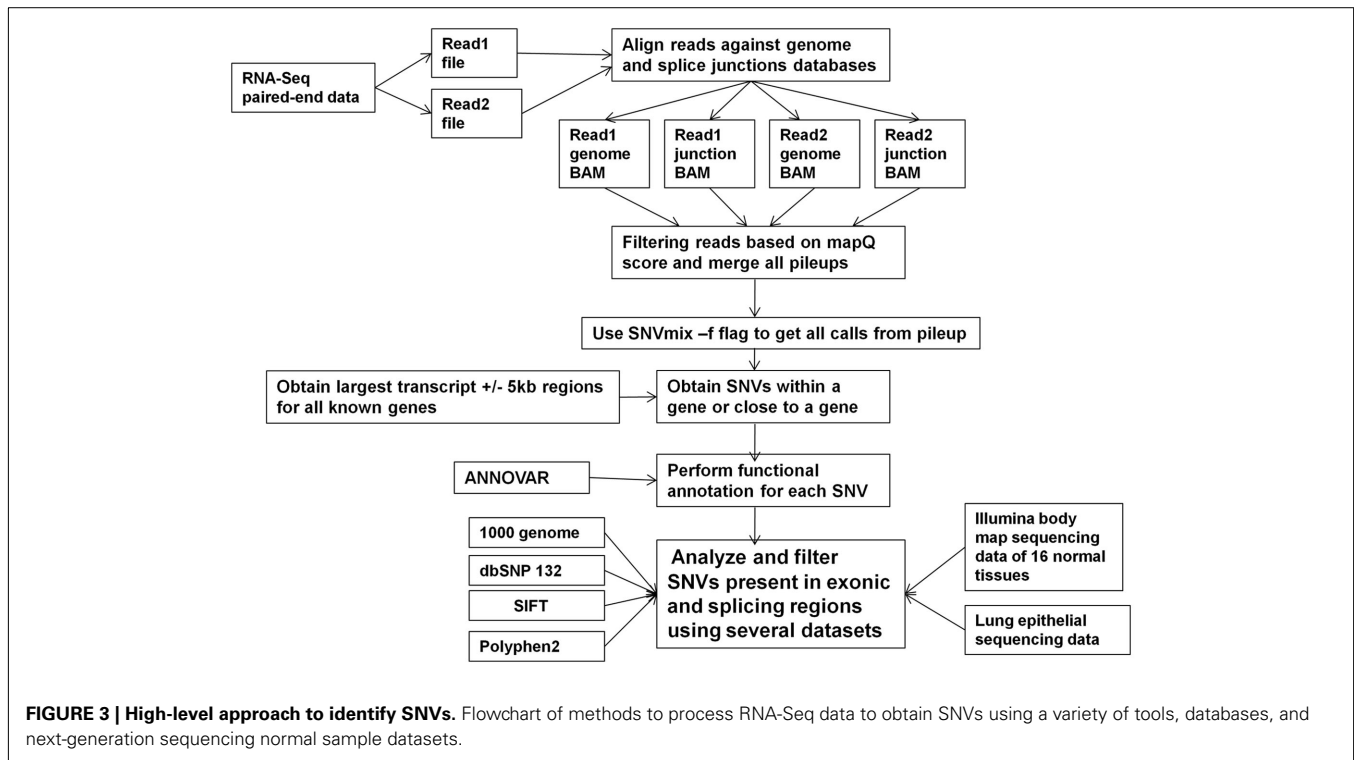 RNA-Seq
paired-end data
Read1
file
Read2
file
Align reads against genome
and splice junctions databases
Read1
genome
BAM
Read1
junction
BAM
Read2
genome
BAM
Read2
junction
BAM
Filtering reads based on mapQ
score and merge all pileups
Use SNVmix –f flag to get all calls from pileup
Obtain largest transcript +/- 5kb regions
for all known genes
Obtain SNVs within a
gene or close to a gene
ANNOVAR
Perform functional
annotation for each SNV
1000 genome
dbSNP 132
SIFT
Polyphen2
Analyze and filter
SNVs present in exonic
and splicing regions
using several datasets
Illumina body
map sequencing
data of 16 normal
tissues
Lung epithelial
sequencing data
FIGURE 3 | High-level approach to identify SNVs. Flowchart of methods to process RNA-Seq data to obtain SNVs using a variety of tools, databases, and
next-generation sequencing normal sample datasets.